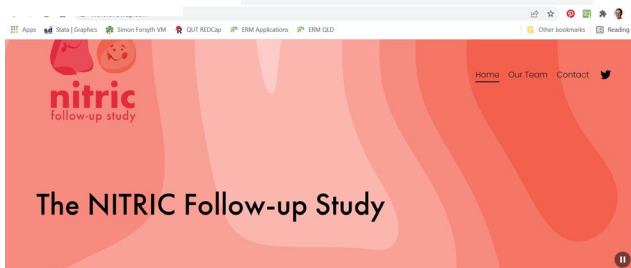 Apps Stata | Graphics Simon Forsyth VM QUT REDCap ERM Applications ERM QLD Other bookmarks Reading
nitric
follow-up study
Home Our Team Contact
The NITRIC Follow-up Study